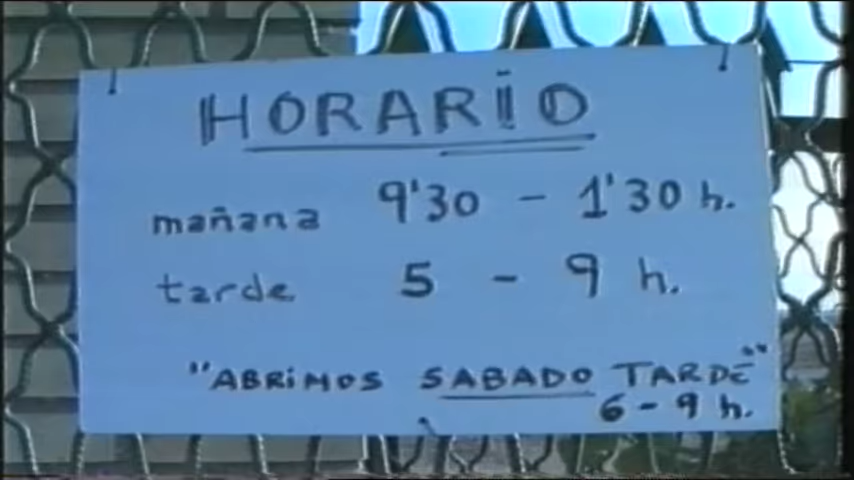 HORARIO
mañana 9'30 - 1'30 h.
tarde 5 - 9 h.
"ABRiMOS SABADO TARDE"
6 - 9 h.